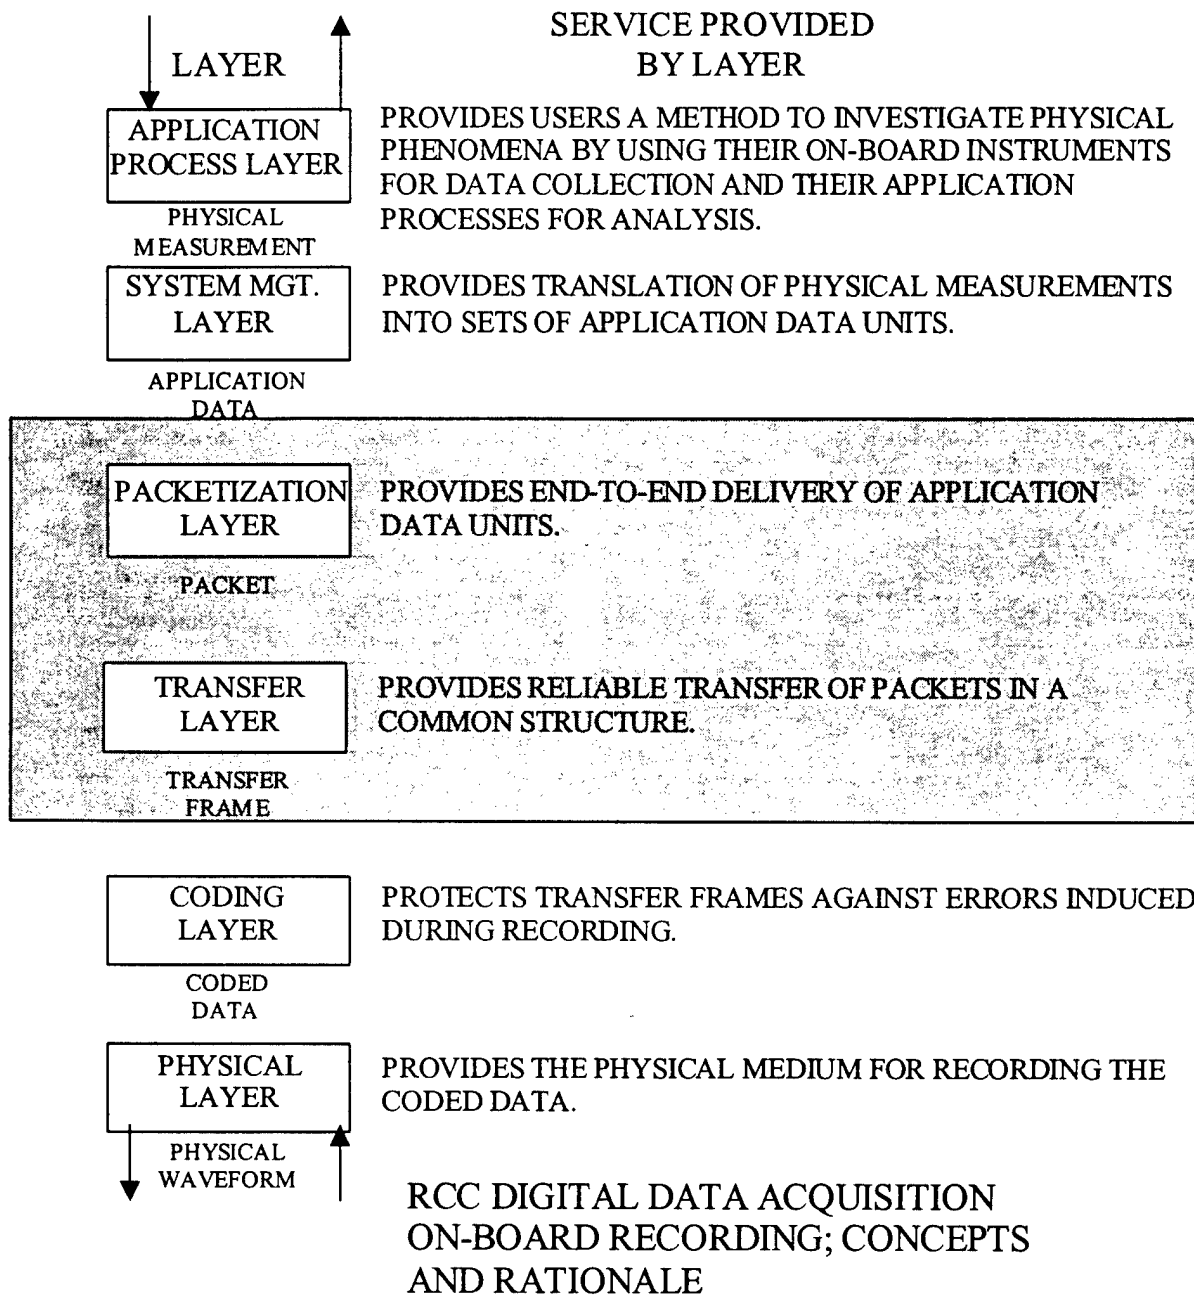 LAYER
SERVICE PROVIDED
BY LAYER
APPLICATION
PROCESS LAYER
PROVIDES USERS A METHOD TO INVESTIGATE PHYSICAL
PHENOMENA BY USING THEIR ON-BOARD INSTRUMENTS
FOR DATA COLLECTION AND THEIR APPLICATION
PROCESSES FOR ANALYSIS.
PHYSICAL
MEASUREMENT
SYSTEM MGT.
LAYER
PROVIDES TRANSLATION OF PHYSICAL MEASUREMENTS
INTO SETS OF APPLICATION DATA UNITS.
APPLICATION
DATA
PACKETIZATION
LAYER
PROVIDES END-TO-END DELIVERY OF APPLICATION
DATA UNITS.
PACKET
TRANSFER
LAYER
PROVIDES RELIABLE TRANSFER OF PACKETS IN A
COMMON STRUCTURE.
TRANSFER
FRAME
CODING
LAYER
PROTECTS TRANSFER FRAMES AGAINST ERRORS INDUCED
DURING RECORDING.
CODED
DATA
PHYSICAL
LAYER
PROVIDES THE PHYSICAL MEDIUM FOR RECORDING THE
CODED DATA.
PHYSICAL
WAVEFORM
RCC DIGITAL DATA ACQUISITION
ON-BOARD RECORDING; CONCEPTS
AND RATIONALE